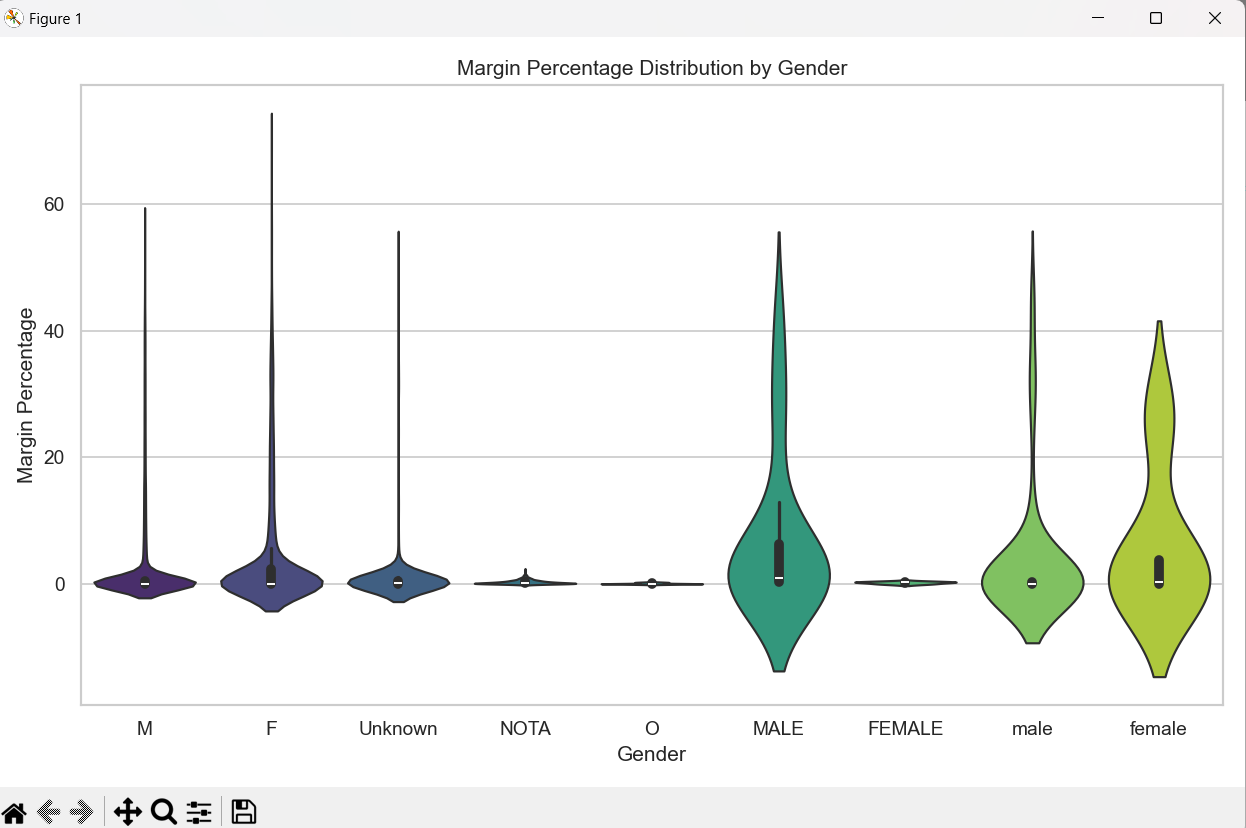 Figure 1
Margin Percentage Distribution by Gender
60
40
20
0
Margin Percentage
M F Unknown NOTA O MALE FEMALE male female
Gender